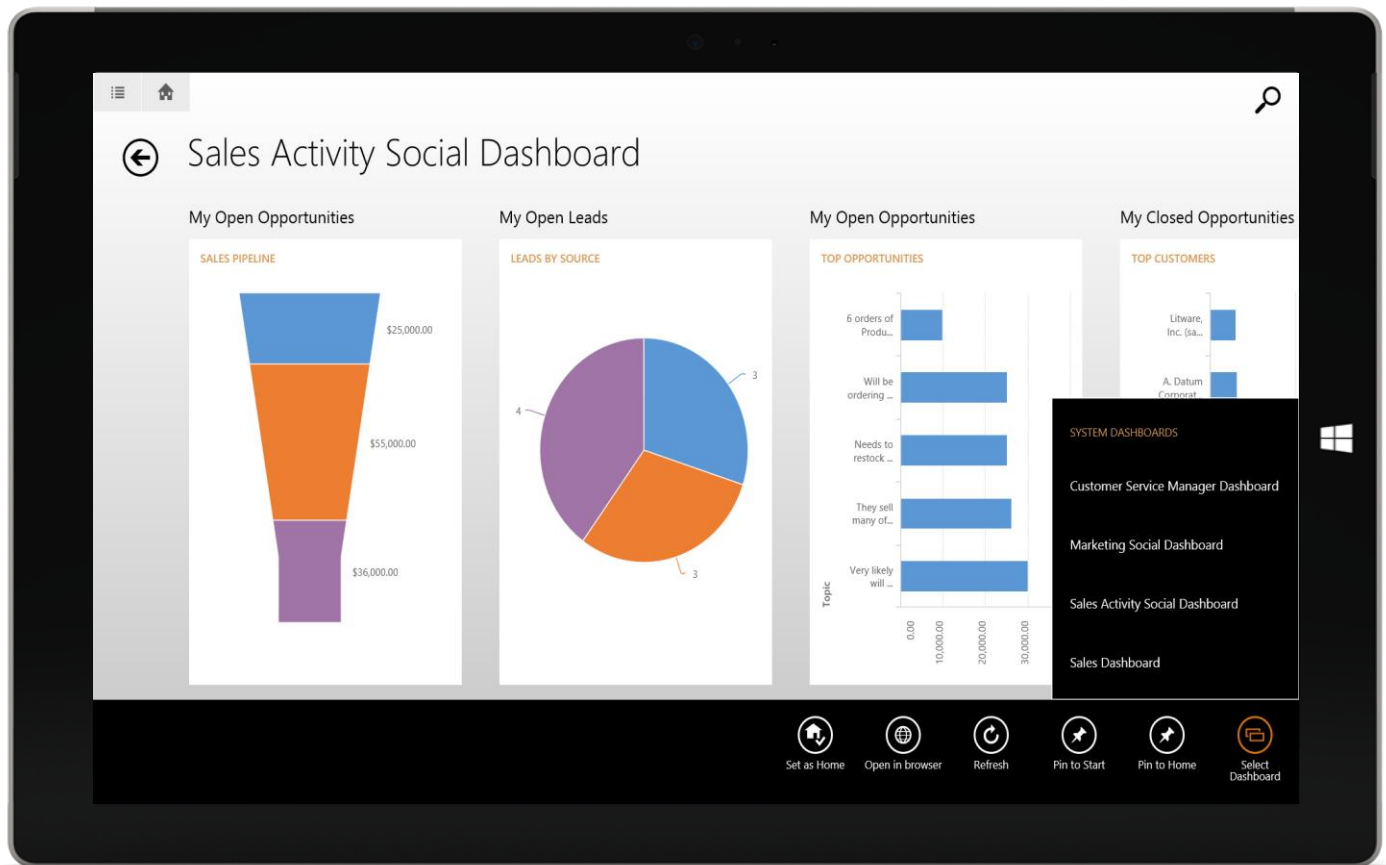 Sales Activity Social Dashboard
My Open Opportunities
SALES PIPELINE
$25,000.00
$55,000.00
$36,000.00
My Open Leads
LEADS BY SOURCE
3
4
3
My Open Opportunities
TOP OPPORTUNITIES
6 orders of
Produ...
Will be
ordering ...
Needs to
restock ...
They sell
many of...
Very likely
will ...
Topic
0.00
10,000.00
20,000.00
30,000.00
My Closed Opportunities
TOP CUSTOMERS
Litware,
Inc. (sa...
A. Datum
Corporat...
SYSTEM DASHBOARDS
Customer Service Manager Dashboard
Marketing Social Dashboard
Sales Activity Social Dashboard
Sales Dashboard
Set as Home
Open in browser
Refresh
Pin to Start
Pin to Home
Select
Dashboard